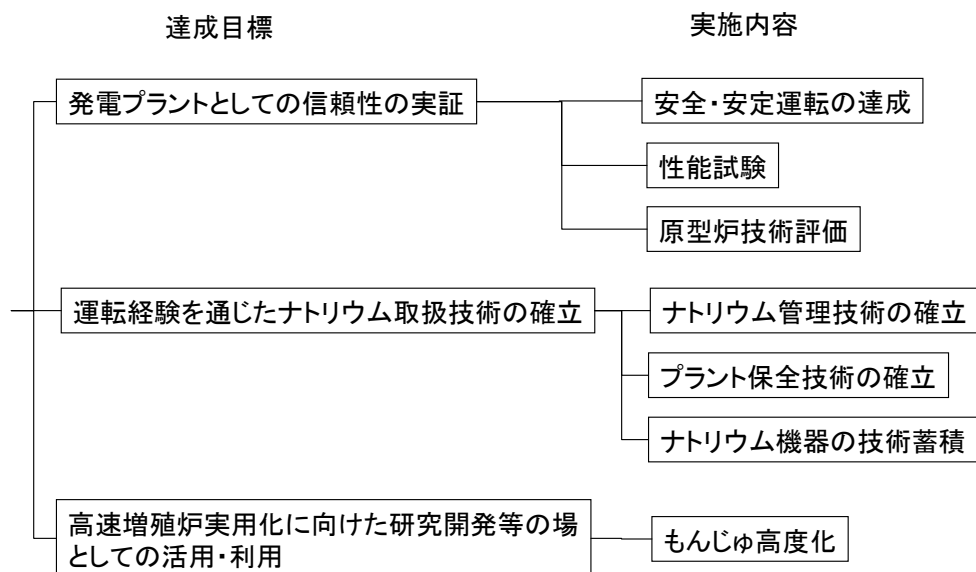 達成目標
実施内容
発電プラントとしての信頼性の実証
安全・安定運転の達成
性能試験
原型炉技術評価
運転経験を通じたナトリウム取扱技術の確立
ナトリウム管理技術の確立
プラント保全技術の確立
ナトリウム機器の技術蓄積
高速増殖炉実用化に向けた研究開発等の場
としての活用・利用
もんじゅ高度化